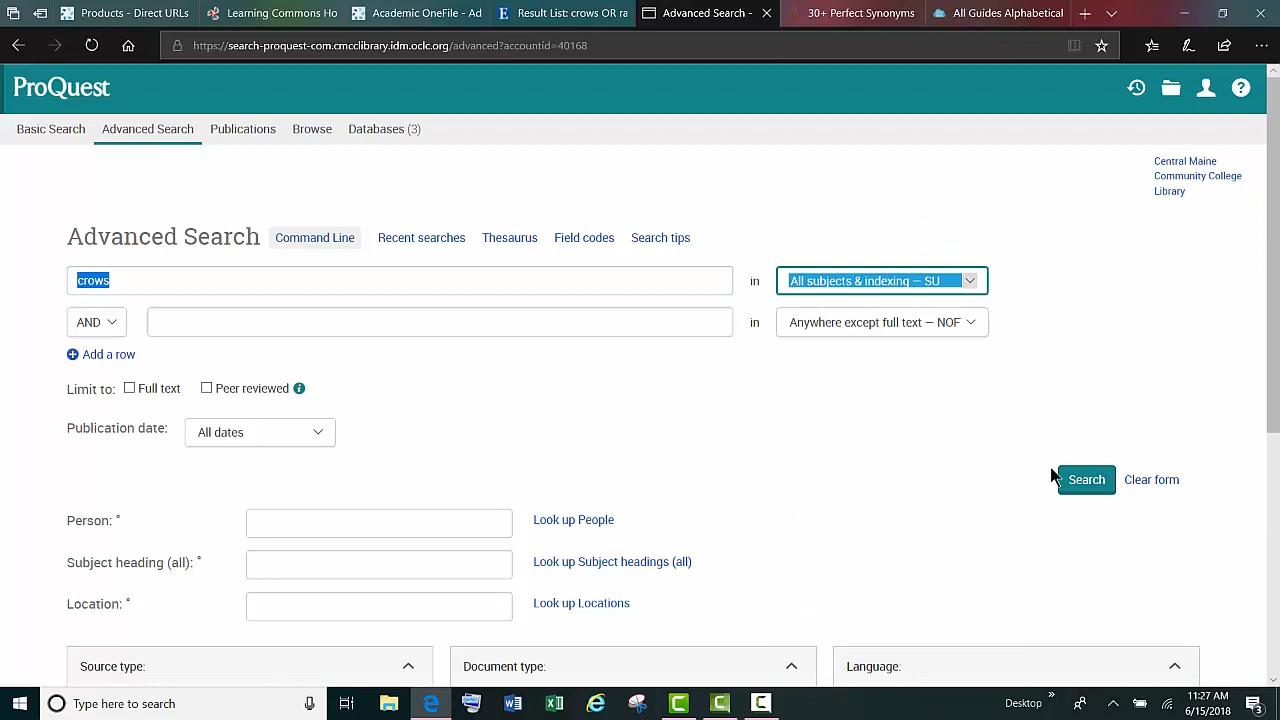 Products - Direct URLs
Learning Commons Ho
Academic OneFile - Ad
Result List: crows OR ra
Advanced Search -
30+ Perfect Synonyms
All Guides Alphabetical
https://search-proquest-com.cmcclibrary.idm.oclc.org/advanced?accountid=40168
ProQuest
Basic Search Advanced Search Publications Browse Databases (3)
Central Maine
Community College
Library
Advanced Search Command Line Recent searches Thesaurus Field codes Search tips
crows in All subjects & indexing — SU
AND in Anywhere except full text — NOF
Add a row
Limit to: Full text Peer reviewed
Publication date: All dates
Search Clear form
Person: ° Look up People
Subject heading (all): ° Look up Subject headings (all)
Location: ° Look up Locations
Source type: Document type: Language:
Type here to search
Desktop
11:27 AM
6/15/2018
3